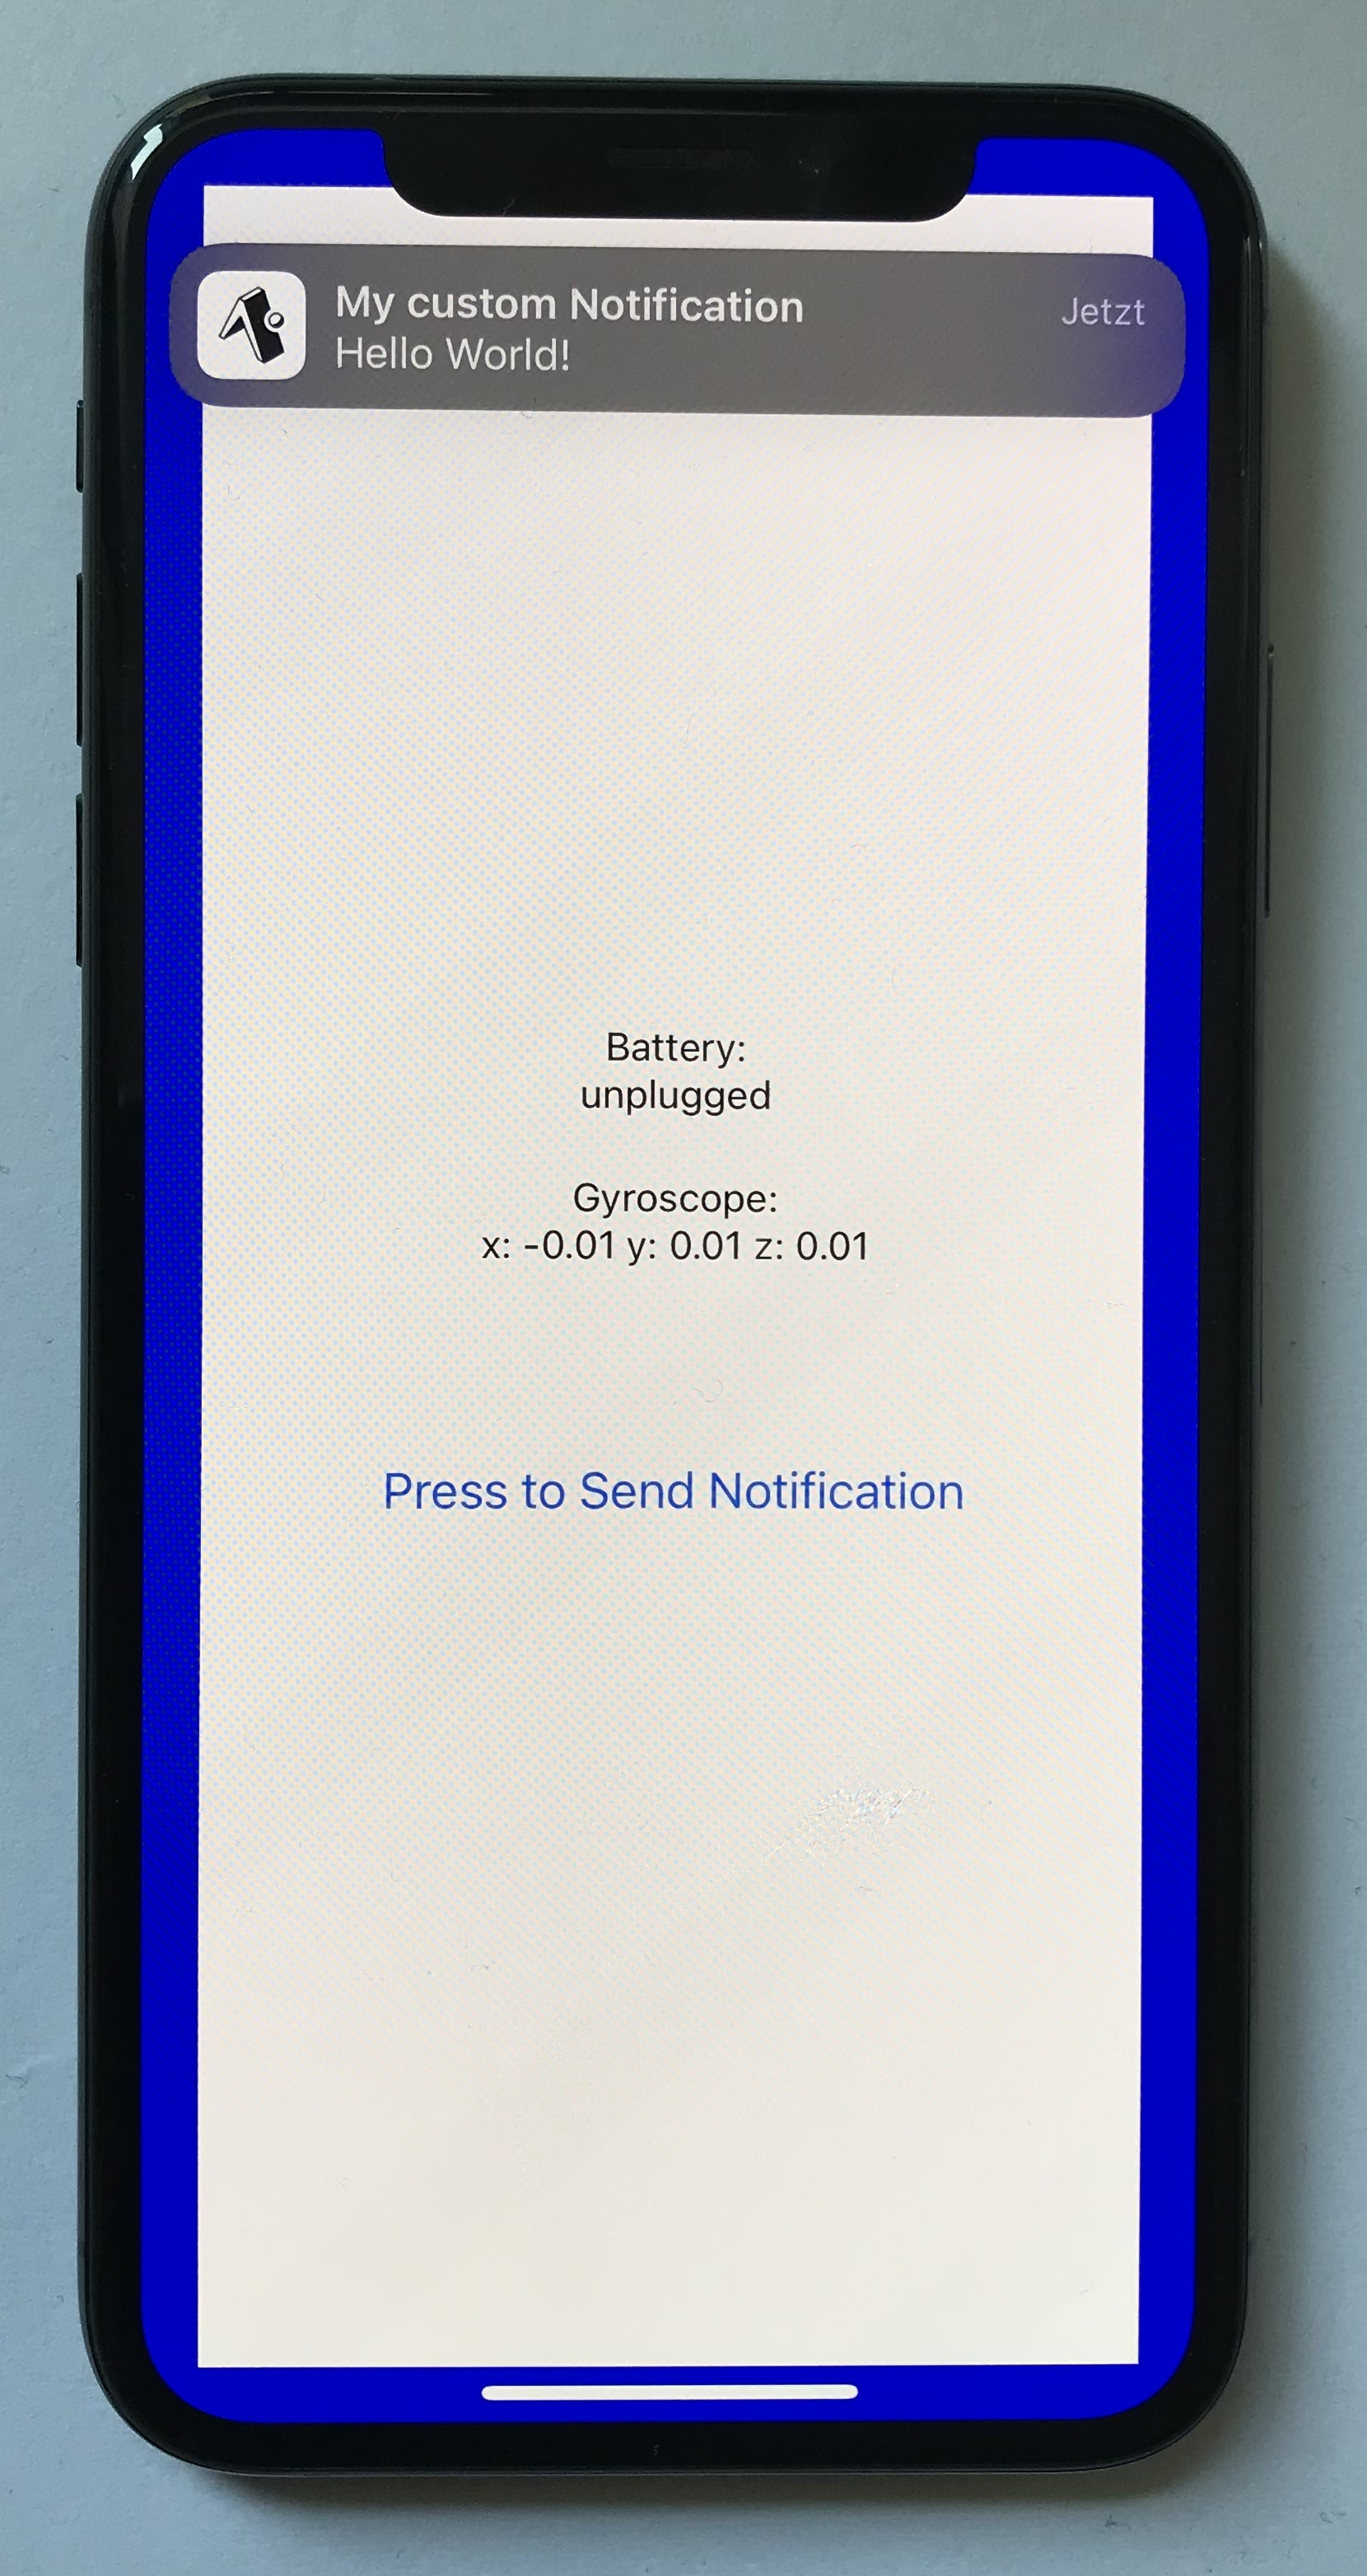 My custom Notification
Jetzt
Hello World!
Battery:
unplugged
Gyroscope:
x: -0.01 y: 0.01 z: 0.01
Press to Send Notification